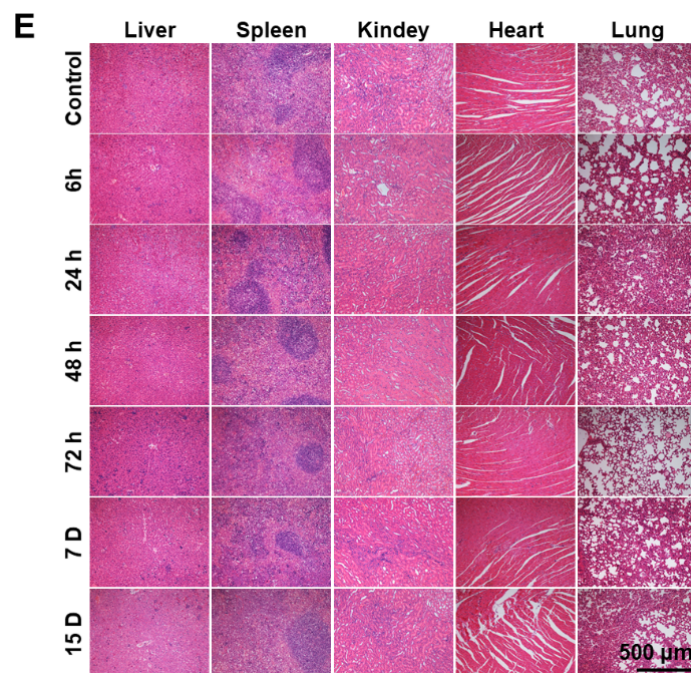 E
Liver Spleen Kindey Heart Lung
Control
6h
24 h
48 h
72 h
7 D
15 D
500 μm